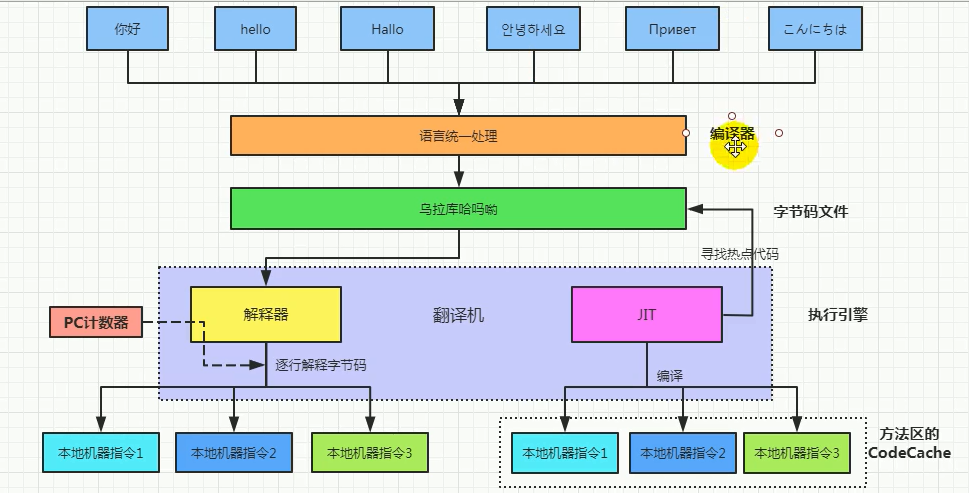 你好
hello
Hallo
안녕하세요
Привет
こんにちは
语言统一处理
编译器
乌拉库哈吗哟
字节码文件
寻找热点代码
PC计数器
解释器
翻译机
JIT
执行引擎
逐行解释字节码
编译
本地机器指令1
本地机器指令2
本地机器指令3
本地机器指令1
本地机器指令2
本地机器指令3
方法区的
CodeCache